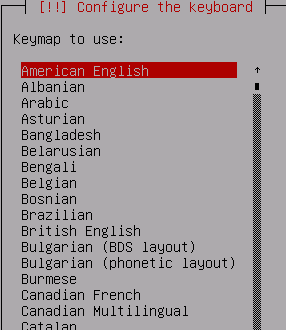 [!!] Configure the keyboard
Keymap to use:
American English
Albanian
Arabic
Asturian
Bangladesh
Belarusian
Bengali
Belgian
Bosnian
Brazilian
British English
Bulgarian (BDS layout)
Bulgarian (phonetic layout)
Burmese
Canadian French
Canadian Multilingual
Catalan